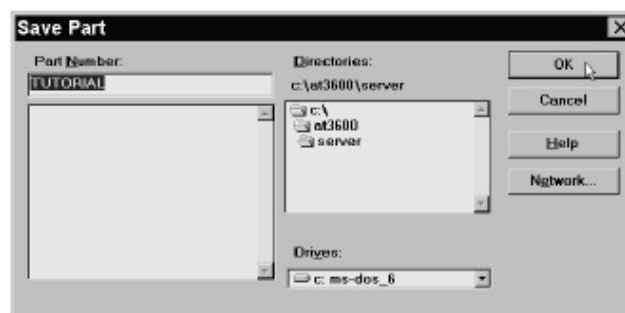 Save Part
Part Number:
TUTORIAL
Directories:
c:\at3600\server
c:\
at3600
server
Drives:
c: ms-dos_6
OK
Cancel
Help
Network...